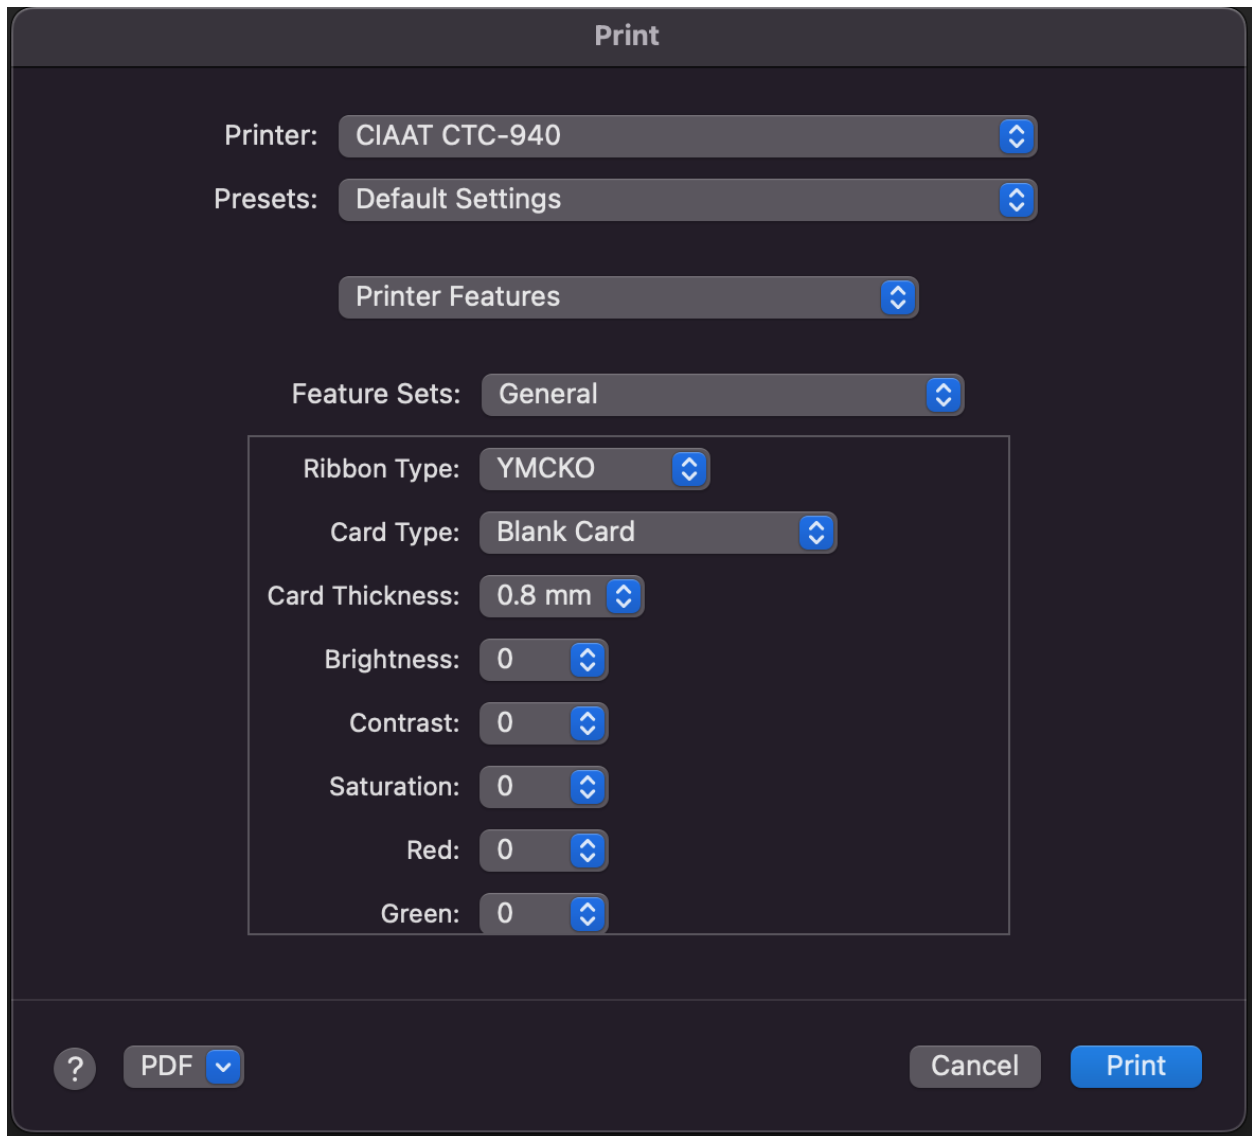 Print
Printer: CIAAT CTC-940
Presets: Default Settings
Printer Features
Feature Sets: General
Ribbon Type: YMCKO
Card Type: Blank Card
Card Thickness: 0.8 mm
Brightness: 0
Contrast: 0
Saturation: 0
Red: 0
Green: 0
? PDF Cancel Print